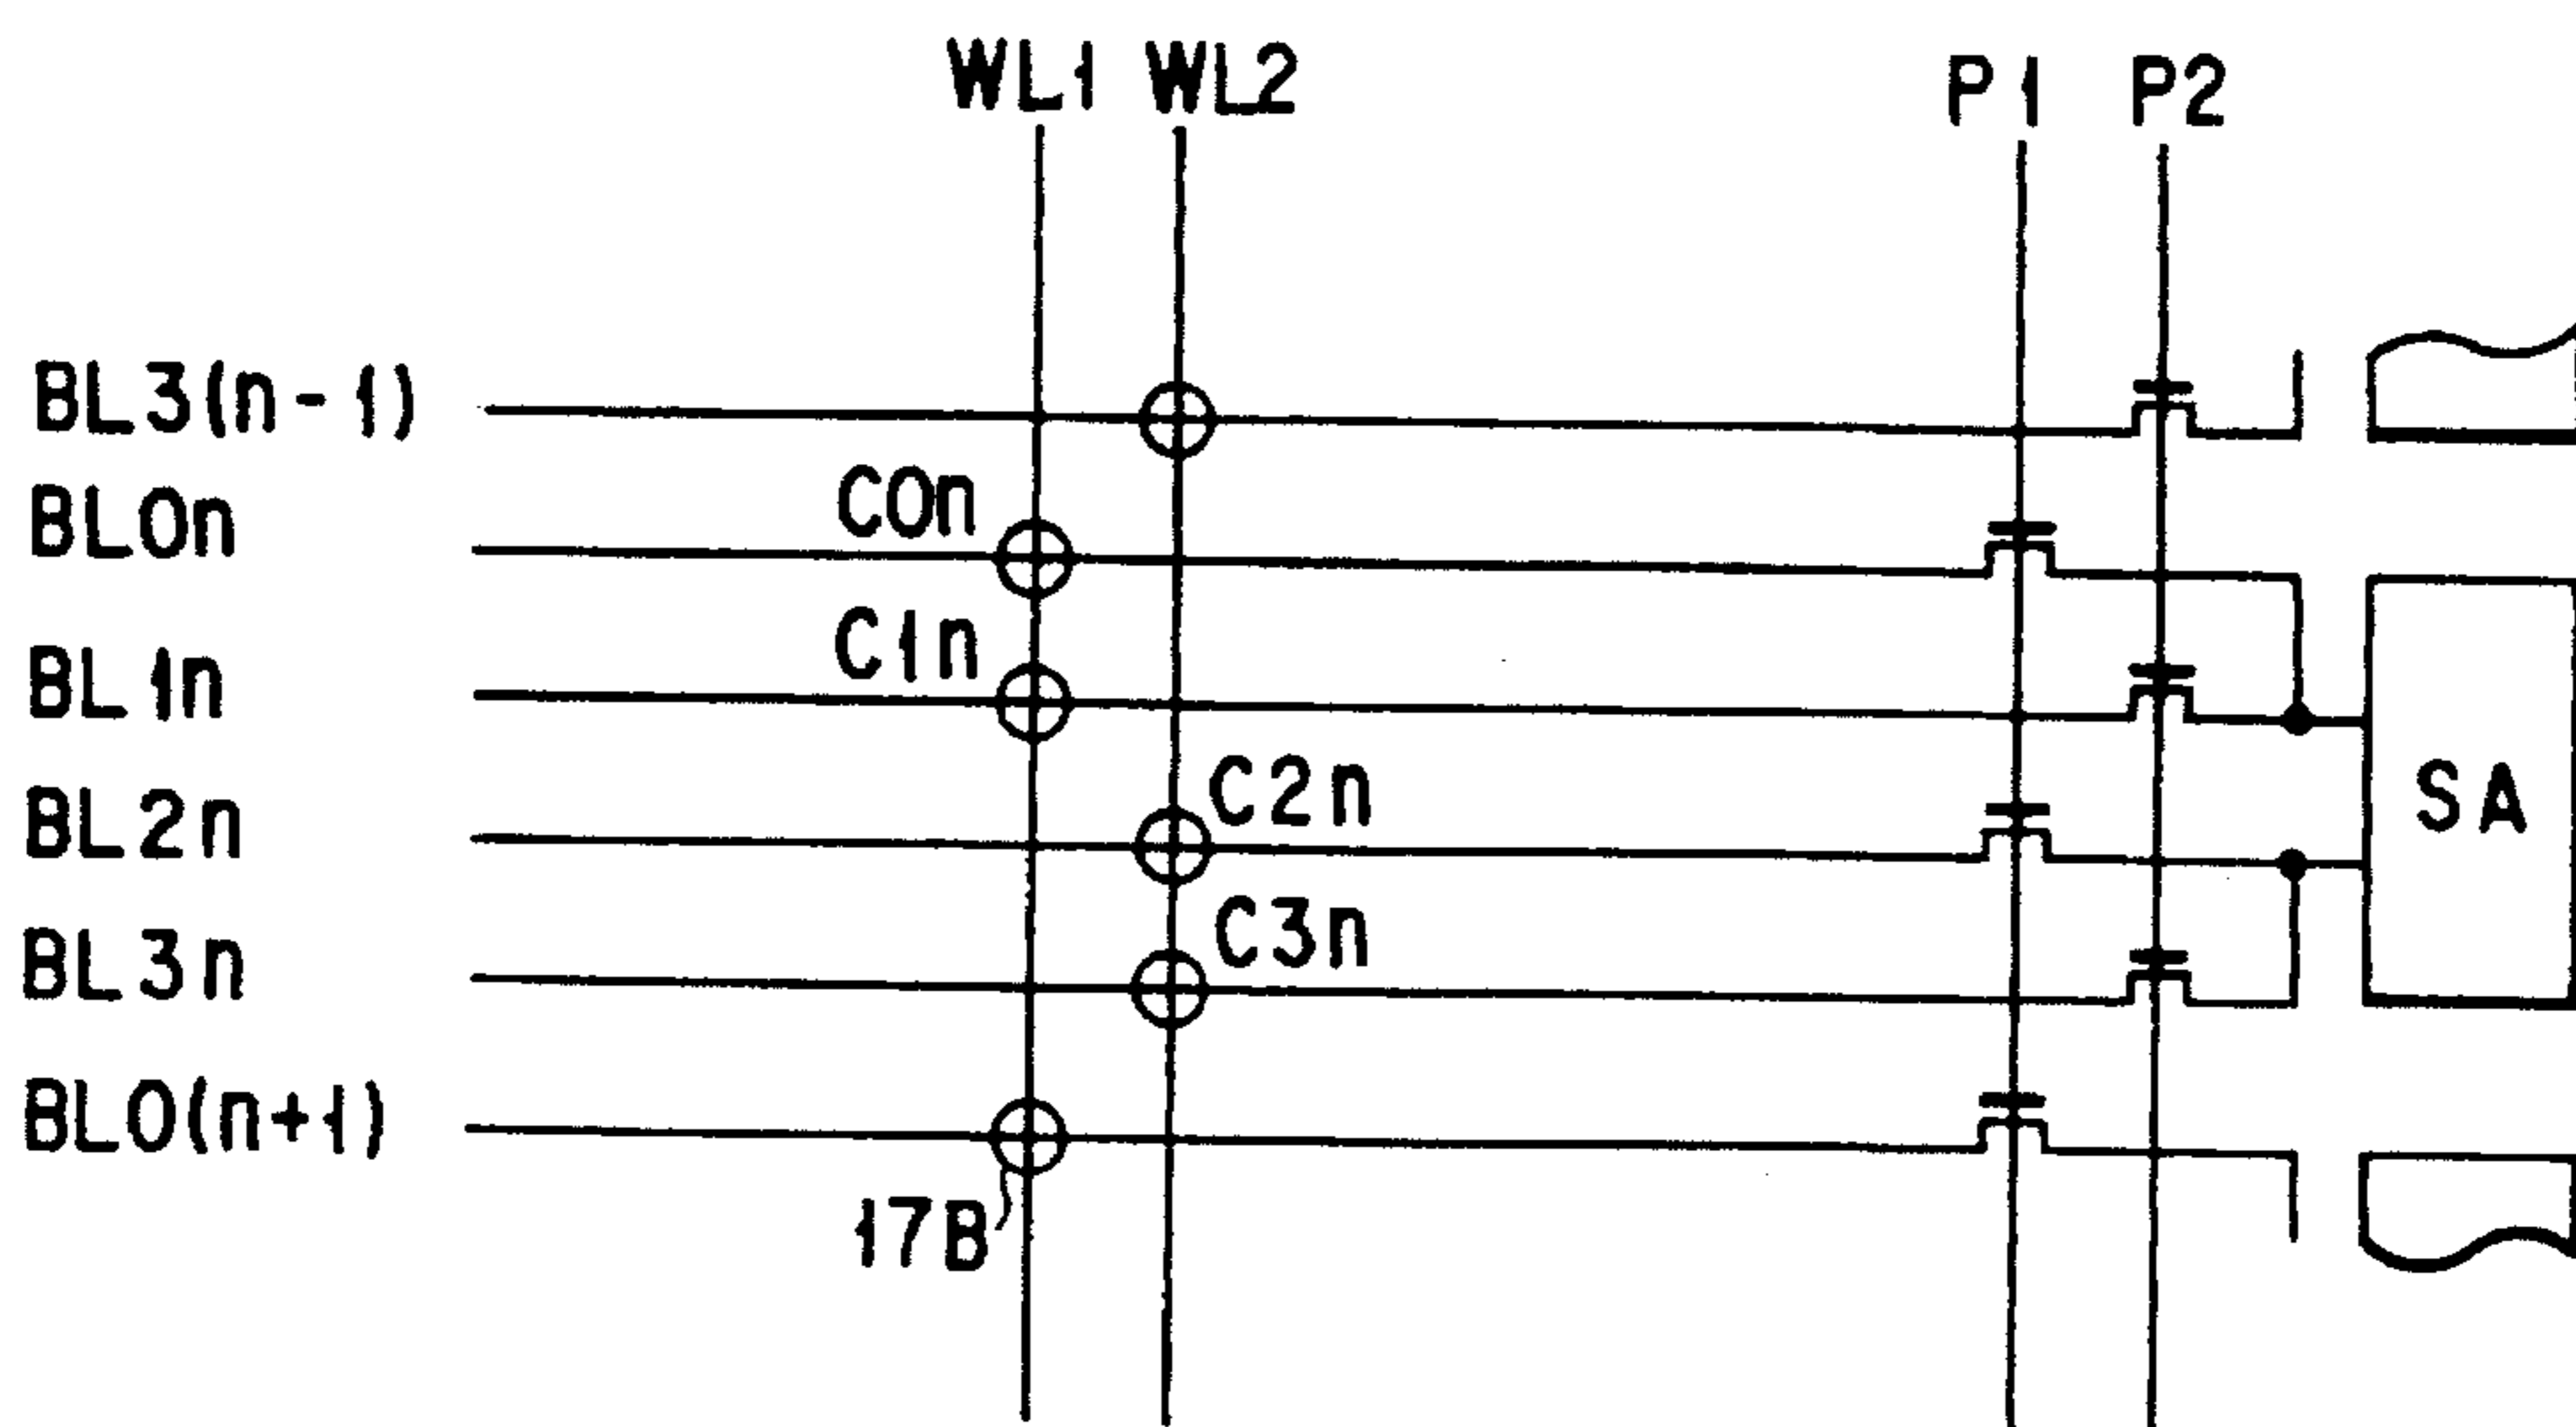 WL1 WL2 P1 P2
BL3(n-1)
BL0n
C0n
BL1n
C1n
BL2n
C2n
SA
BL3n
C3n
BL0(n+1)
17B